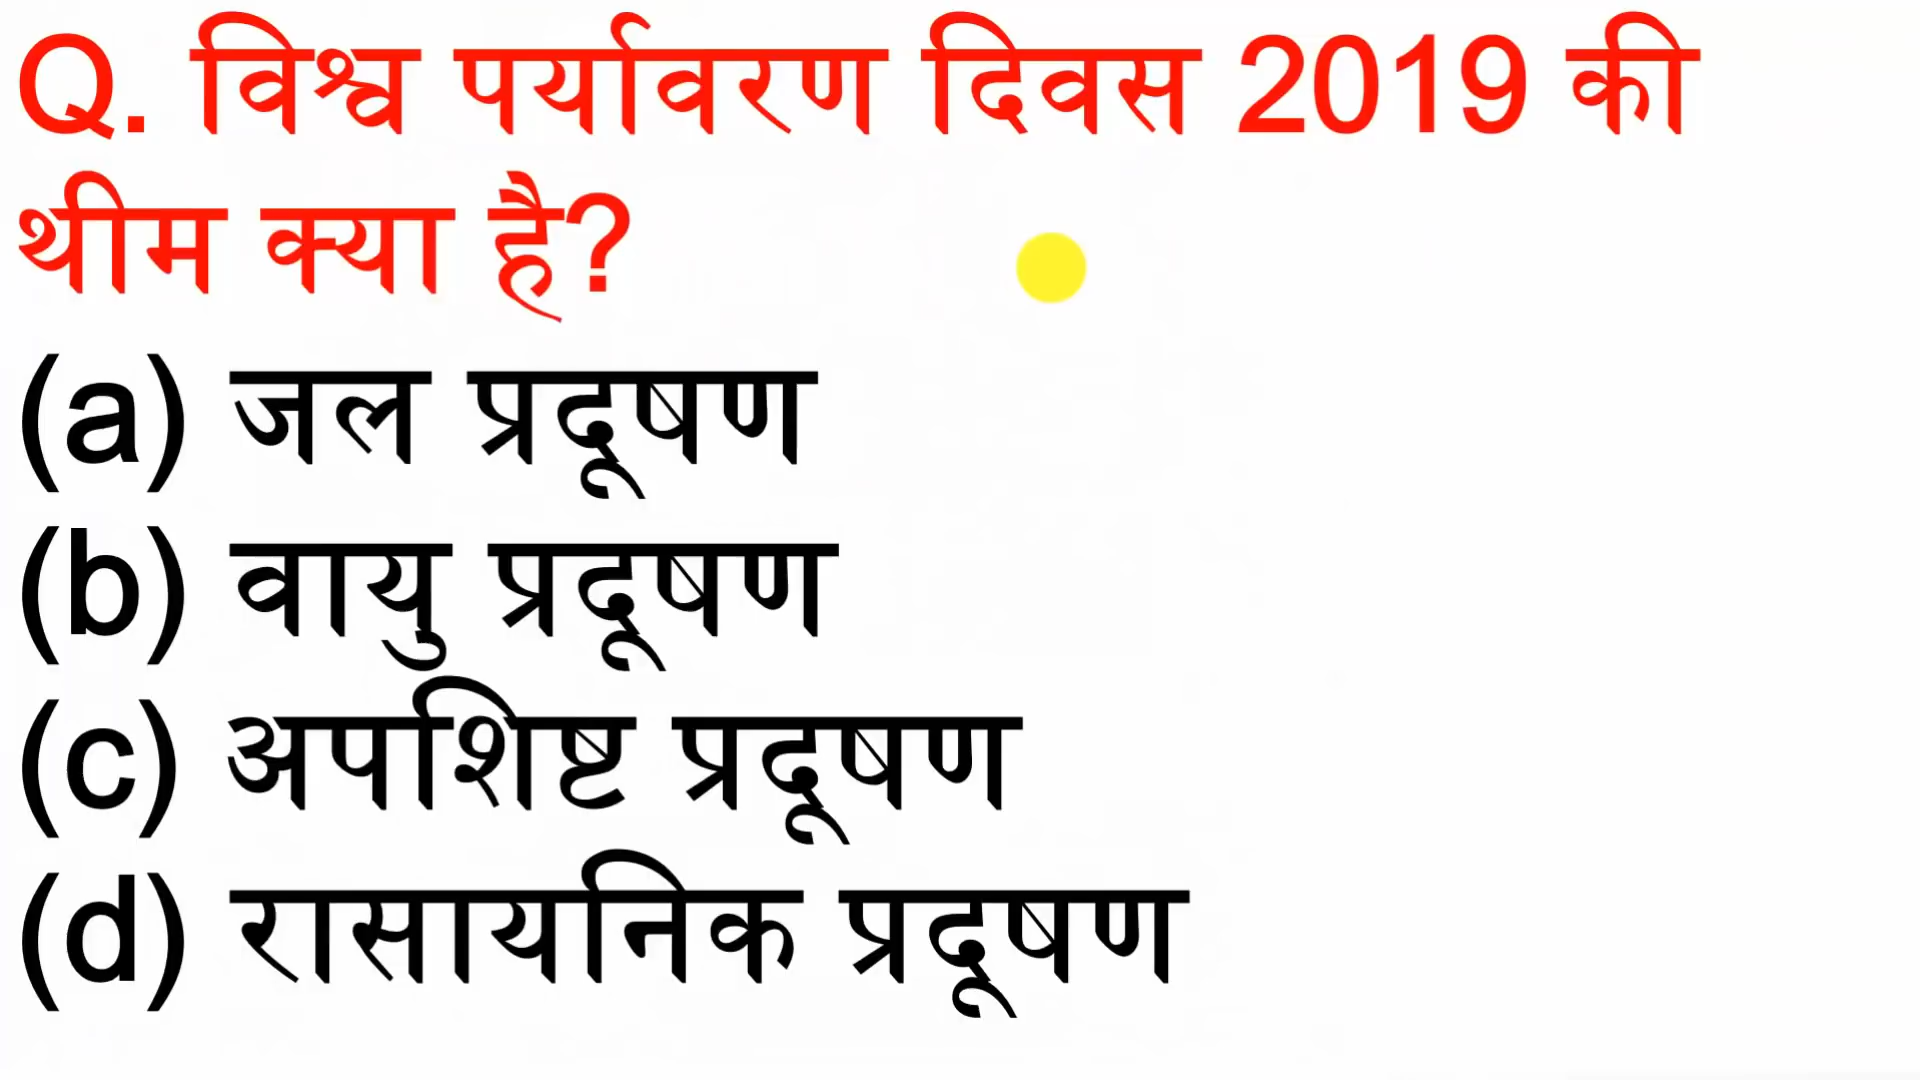 Q. विश्व पर्यावरण दिवस 2019 की
थीम क्या है?
(a) जल प्रदूषण
(b) वायु प्रदूषण
(c) अपशिष्ट प्रदूषण
(d) रासायनिक प्रदूषण